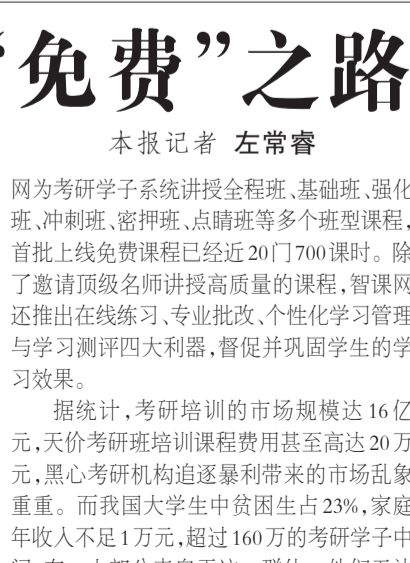 “免费”之路
本报记者 左常睿
网为考研学子系统讲授全程班、基础班、强化
班、冲刺班、密押班、点睛班等多个班型课程,
首批上线免费课程已经近20门700课时。除
了邀请顶级名师讲授高质量的课程,智课网
还推出在线练习、专业批改、个性化学习管理
与学习测评四大利器,督促并巩固学生的学
习效果。
据统计,考研培训的市场规模达16亿
元,天价考研班培训课程费用甚至高达20万
元,黑心考研机构追逐暴利带来的市场乱象
重重。而我国大学生中贫困生占23%,家庭
年收入不足1万元,超过160万的考研学子中